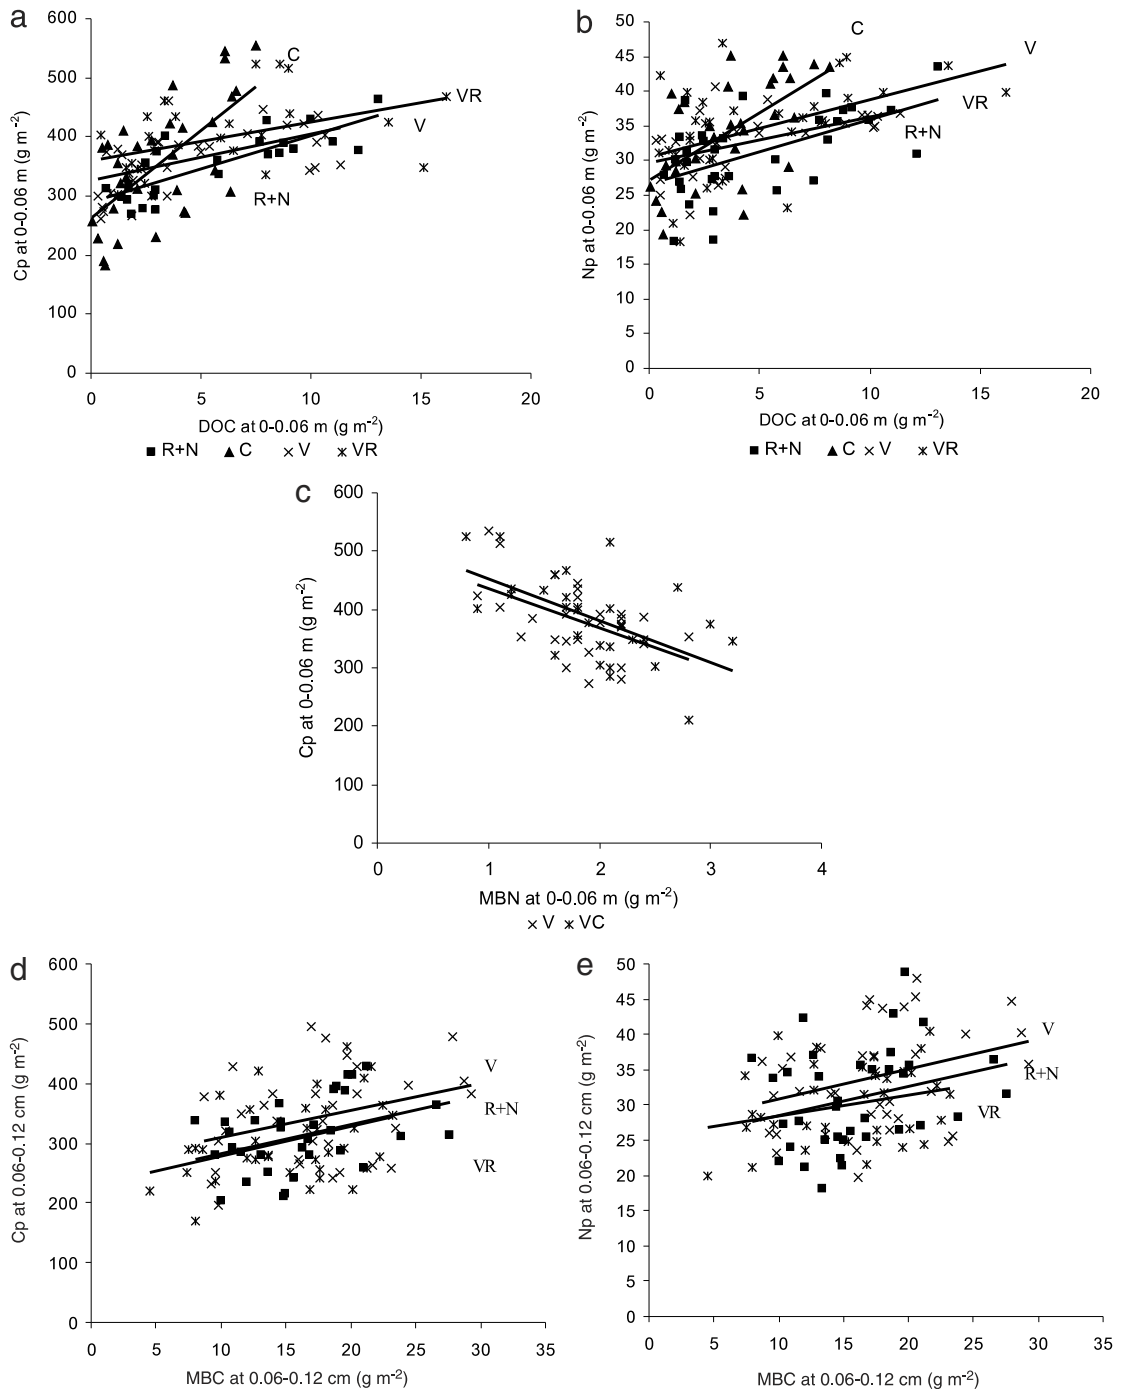 a
600
500
400
300
200
100
0
Cp at 0-0.06 m (g m⁻²)
C
VR
V
R+N
0 5 10 15 20
DOC at 0-0.06 m (g m⁻²)
R+N C V VR
b
50
45
40
35
30
25
20
15
10
5
0
Np at 0-0.06 m (g m⁻²)
C
V
VR
R+N
0 5 10 15 20
DOC at 0-0.06 m (g m⁻²)
R+N C V VR
c
600
500
400
300
200
100
0
Cp at 0-0.06 m (g m⁻²)
0 1 2 3 4
MBN at 0-0.06 m (g m⁻²)
V VC
d
600
500
400
300
200
100
0
Cp at 0.06-0.12 cm (g m⁻²)
V
R+N
VR
0 5 10 15 20 25 30 35
MBC at 0.06-0.12 cm (g m⁻²)
e
50
45
40
35
30
25
20
15
10
5
0
Np at 0.06-0.12 cm (g m⁻²)
V
R+N
VR
0 5 10 15 20 25 30 35
MBC at 0.06-0.12 cm (g m⁻²)